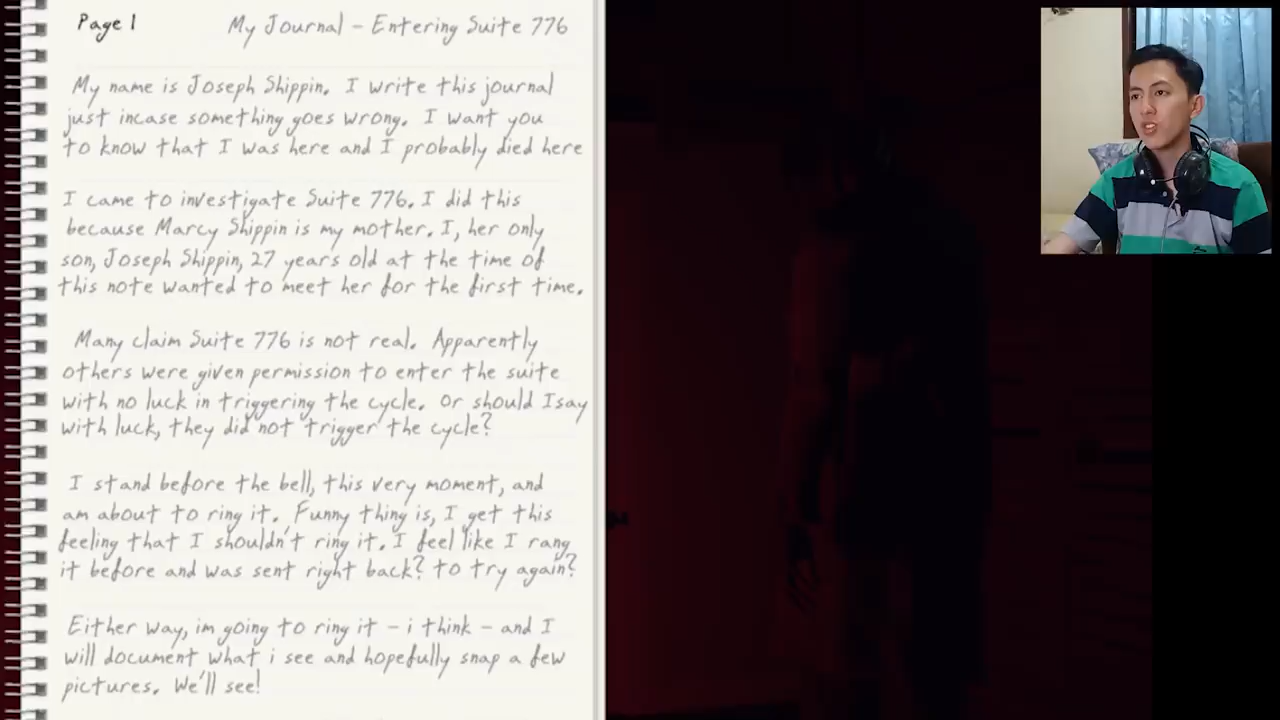 Page 1
My Journal - Entering Suite 776
My name is Joseph Shippin. I write this journal
just incase something goes wrong. I want you
to know that I was here and I probably died here
I came to investigate Suite 776. I did this
because Marcy Shippin is my mother. I, her only
son, Joseph Shippin, 27 years old at the time of
this note wanted to meet her for the first time.
Many claim Suite 776 is not real. Apparently
others were given permission to enter the suite
with no luck in triggering the cycle. Or should I say
with luck, they did not trigger the cycle?
I stand before the bell, this very moment, and
am about to ring it. Funny thing is, I get this
feeling that I shouldn't ring it. I feel like I rang
it before and was sent right back? to try again?
Either way, im going to ring it - i think - and I
will document what i see and hopefully snap a few
pictures. We'll see!